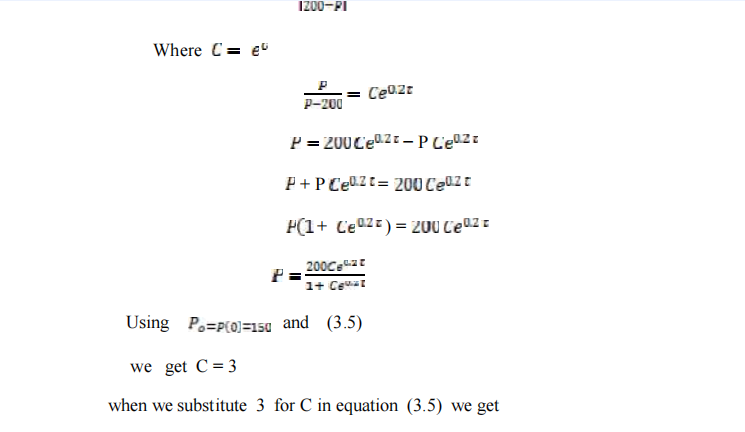 |200−P|
Where C = eᶜ
P/P−200 = Ce^0.2t
P = 200Ce^0.2t – P Ce^0.2t
P + P Ce^0.2t = 200 Ce^0.2t
P(1+ Ce^0.2t) = 200 Ce^0.2t
P = 200Ce^0.2t/1+ Ce^0.2t
Using P₀=P(0)=150 and (3.5)
we get C = 3
when we substitute 3 for C in equation (3.5) we get